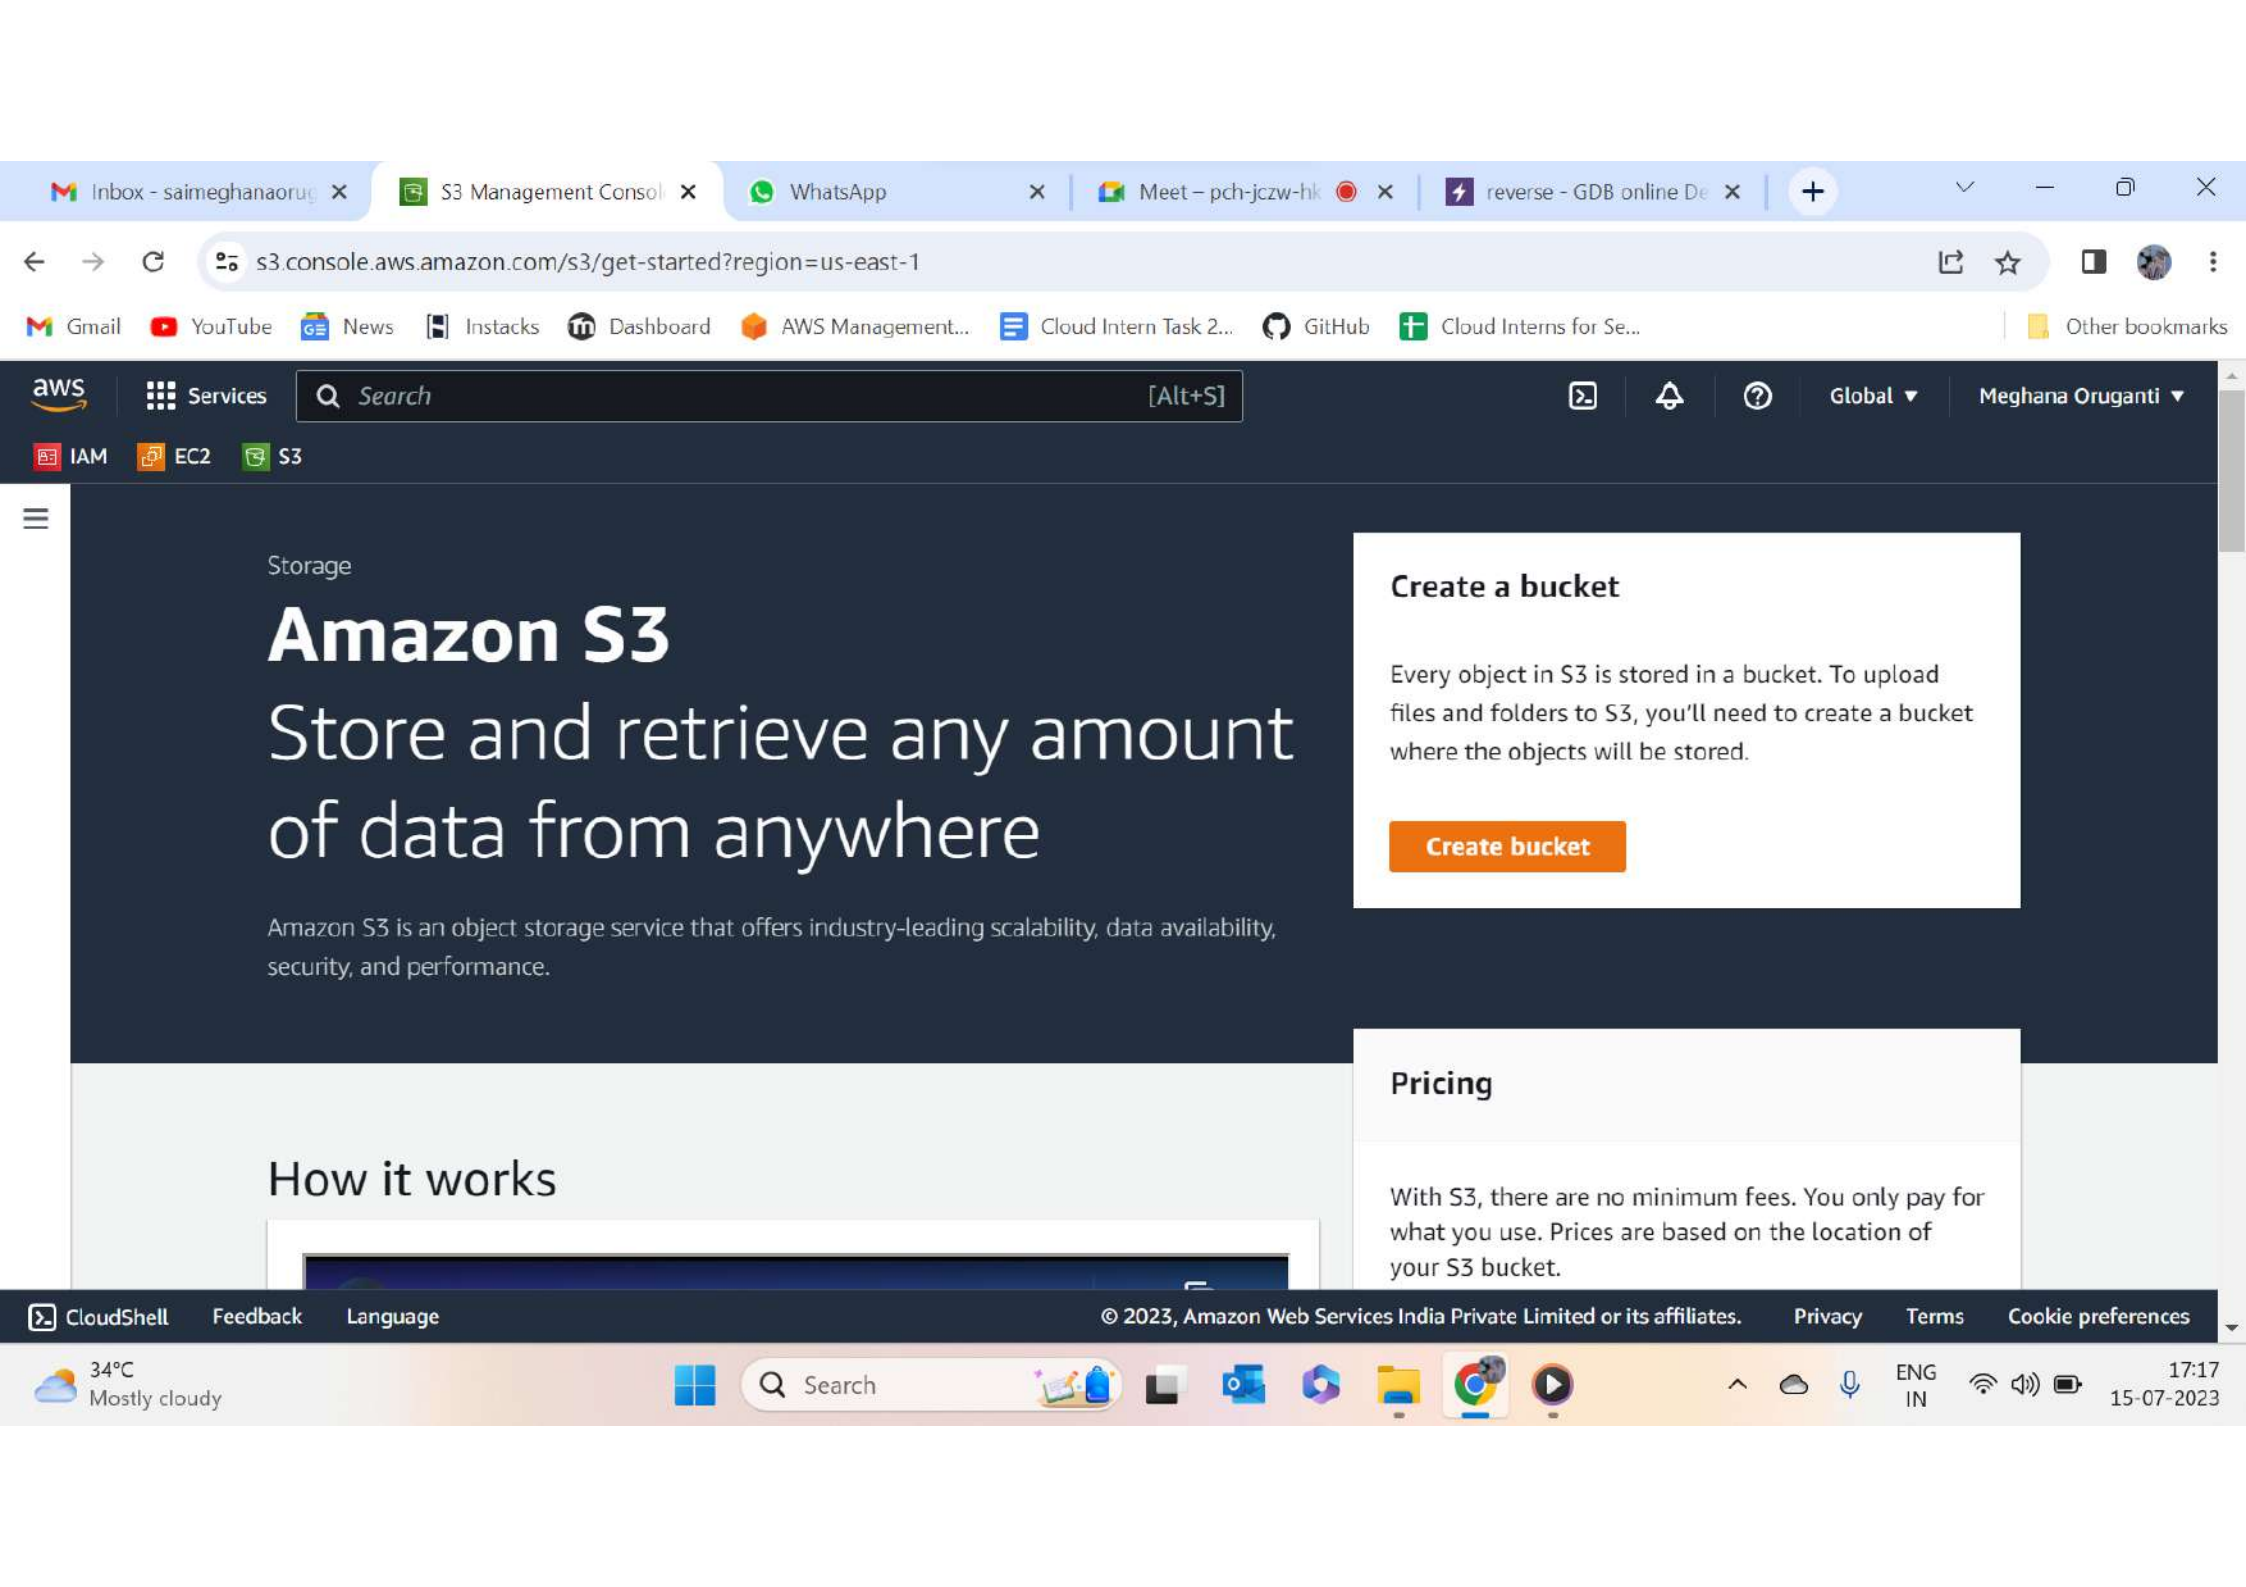 Inbox - saimeghanaorug
S3 Management Consol
WhatsApp
Meet – pch-jczw-hk
reverse - GDB online De
s3.console.aws.amazon.com/s3/get-started?region=us-east-1
Gmail
YouTube
News
Instacks
Dashboard
AWS Management...
Cloud Intern Task 2...
GitHub
Cloud Interns for Se...
Other bookmarks
aws
Services
Search
[Alt+S]
Global
Meghana Oruganti
IAM
EC2
S3
Storage
Amazon S3
Store and retrieve any amount
of data from anywhere
Amazon S3 is an object storage service that offers industry-leading scalability, data availability,
security, and performance.
Create a bucket
Every object in S3 is stored in a bucket. To upload
files and folders to S3, you'll need to create a bucket
where the objects will be stored.
Create bucket
Pricing
With S3, there are no minimum fees. You only pay for
what you use. Prices are based on the location of
your S3 bucket.
How it works
CloudShell
Feedback
Language
© 2023, Amazon Web Services India Private Limited or its affiliates.
Privacy
Terms
Cookie preferences
34°C
Mostly cloudy
Search
ENG
IN
17:17
15-07-2023